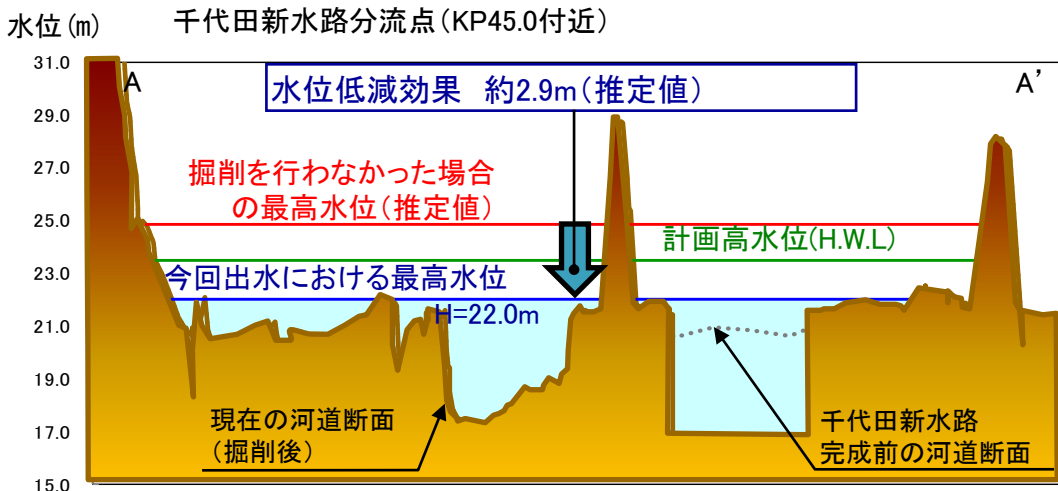 水位(m)
千代田新水路分流点(KP45.0付近)
31.0
A
A'
水位低減効果 約2.9m(推定値)
29.0
27.0
掘削を行わなかった場合
の最高水位(推定値)
25.0
計画高水位(H.W.L)
23.0
今回出水における最高水位
H=22.0m
21.0
19.0
現在の河道断面
(掘削後)
千代田新水路
完成前の河道断面
17.0
15.0